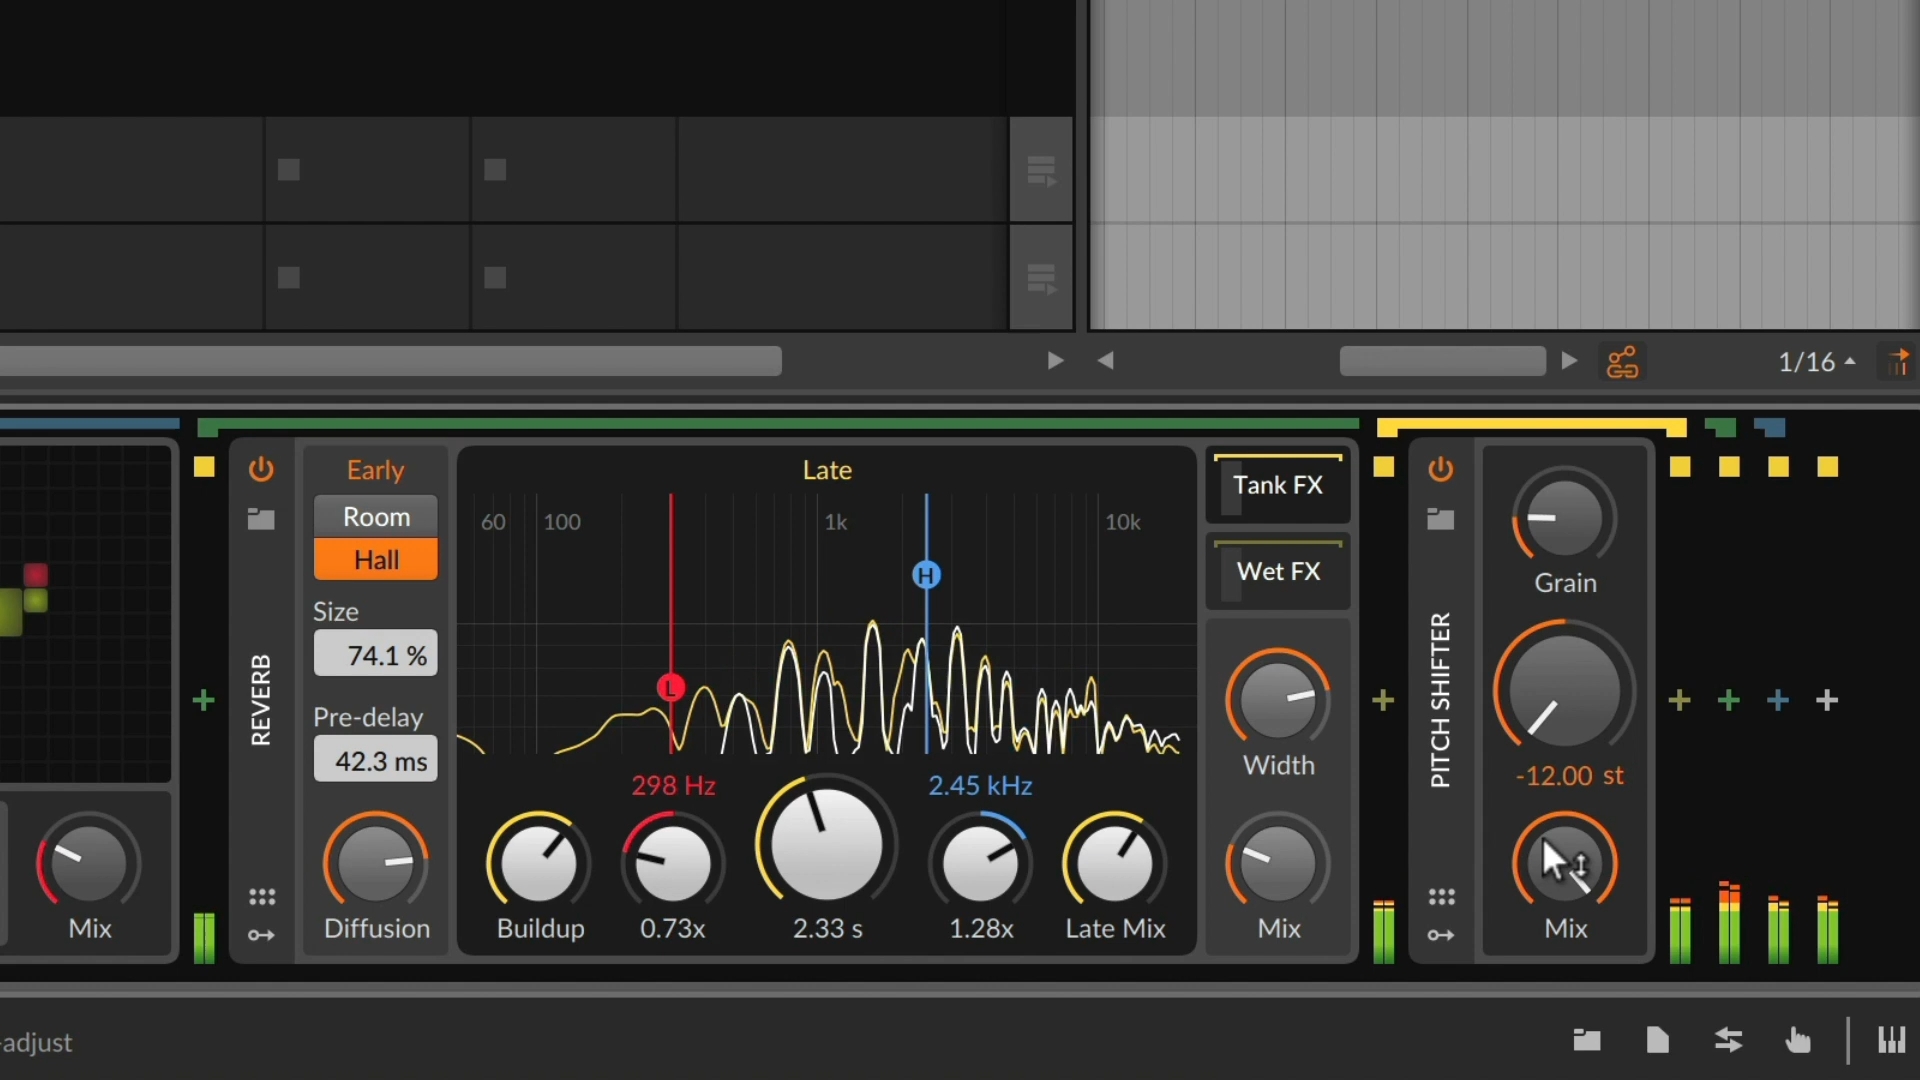 1/16
Early
Room
Hall
Size
74.1 %
Pre-delay
42.3 ms
Diffusion
REVERB
Mix
Late
60 100 1k 10k
H
L
298 Hz
2.45 kHz
Buildup
0.73x
2.33 s
1.28x
Late Mix
Tank FX
Wet FX
Width
Mix
PITCH SHIFTER
Grain
-12.00 st
Mix
-adjust